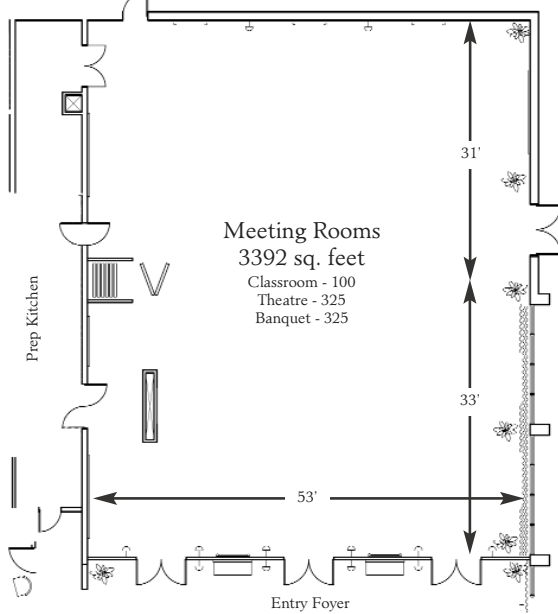 31'
Meeting Rooms
3392 sq. feet
Classroom - 100
Theatre - 325
Banquet - 325
Prep Kitchen
33'
53'
Entry Foyer